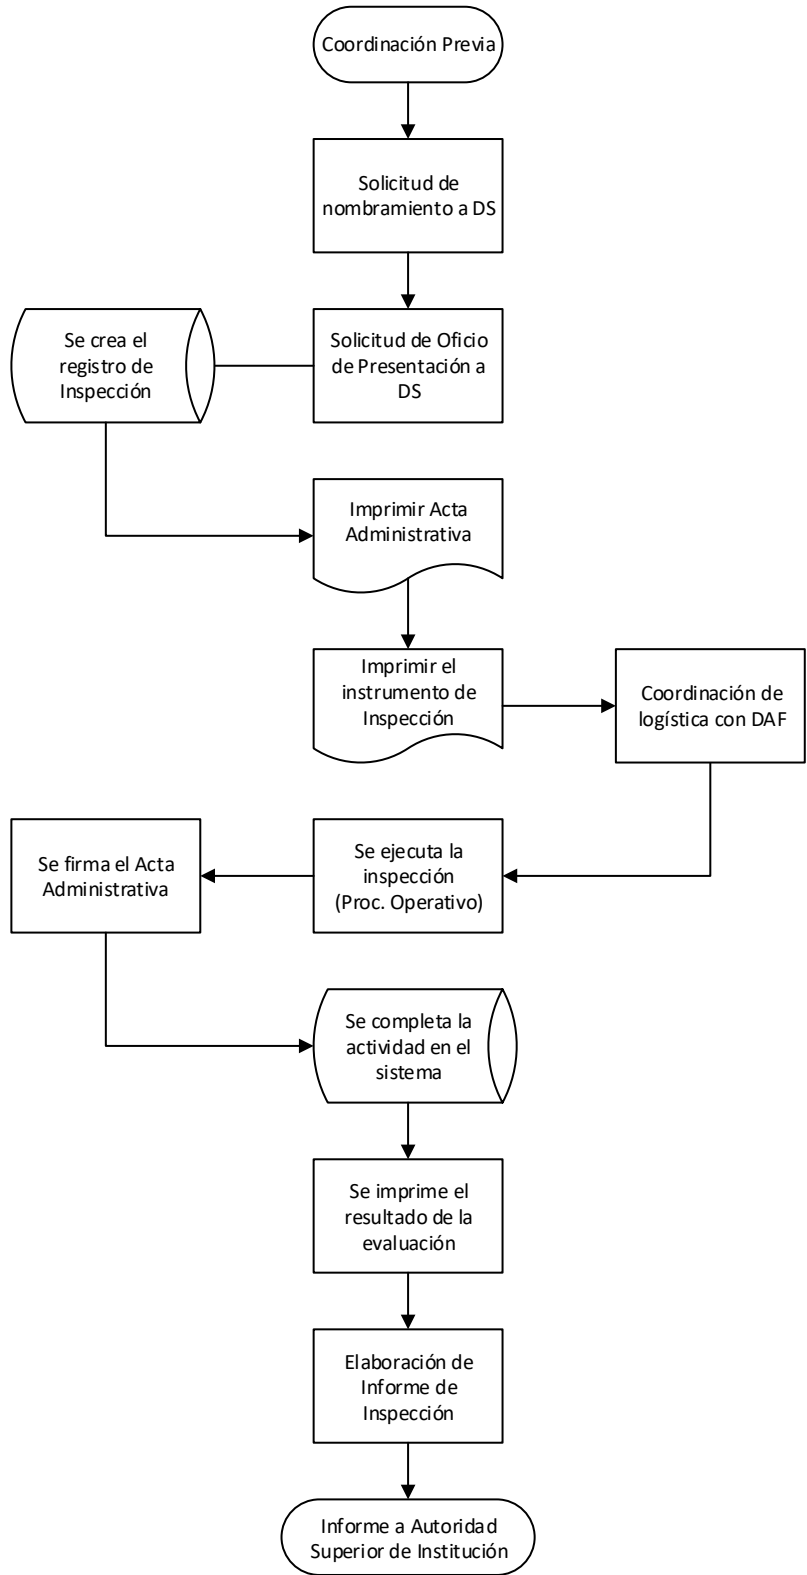 Coordinación Previa
Solicitud de
nombramiento a DS
Solicitud de Oficio
de Presentación a
DS
Se crea el
registro de
Inspección
Imprimir Acta
Administrativa
Imprimir el
instrumento de
Inspección
Coordinación de
logística con DAF
Se ejecuta la
inspección
(Proc. Operativo)
Se firma el Acta
Administrativa
Se completa la
actividad en el
sistema
Se imprime el
resultado de la
evaluación
Elaboración de
Informe de
Inspección
Informe a Autoridad
Superior de Institución